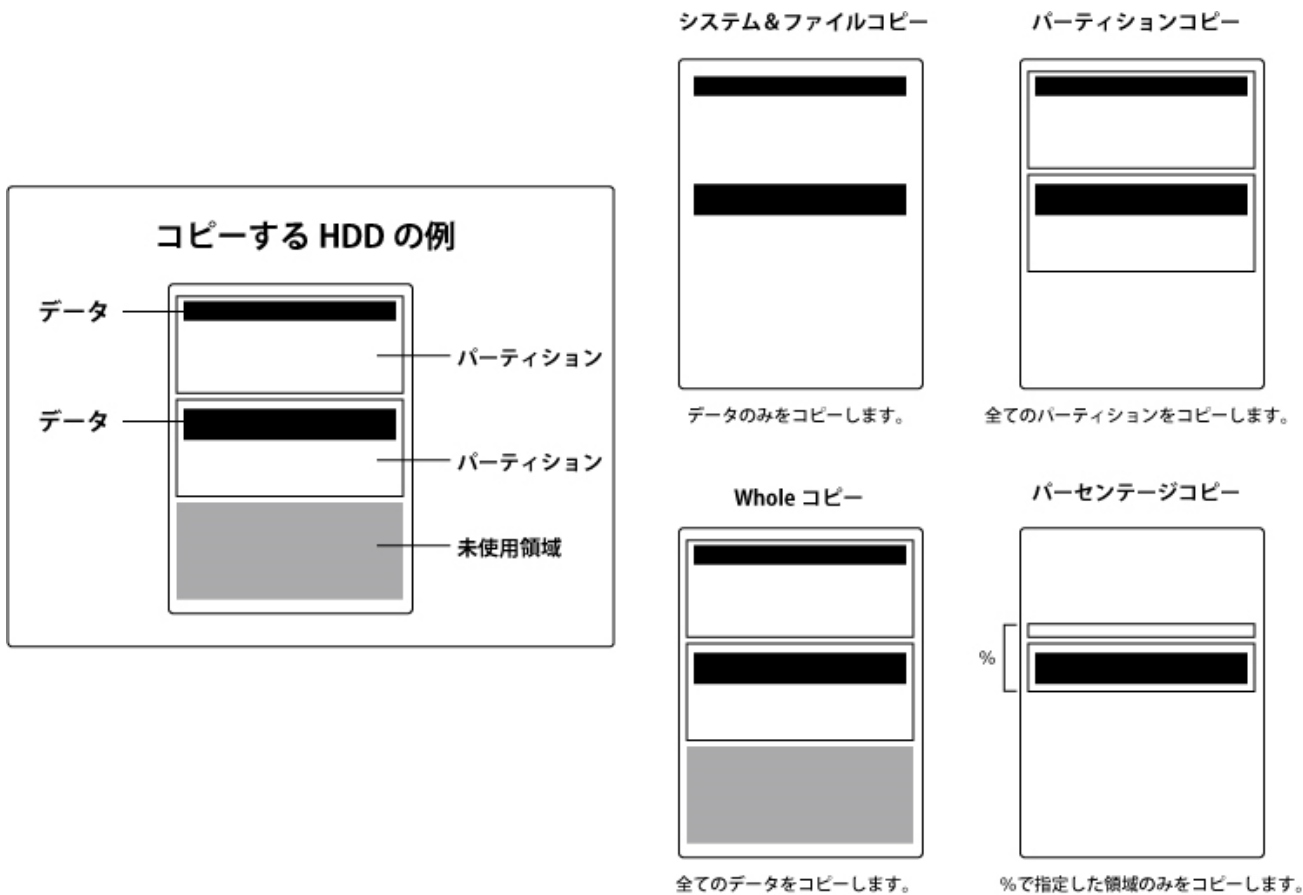 コピーする HDD の例
データ
パーティション
データ
パーティション
未使用領域
システム&ファイルコピー
データのみをコピーします。
パーティションコピー
全てのパーティションをコピーします。
Whole コピー
全てのデータをコピーします。
パーセンテージコピー
%
%で指定した領域のみをコピーします。